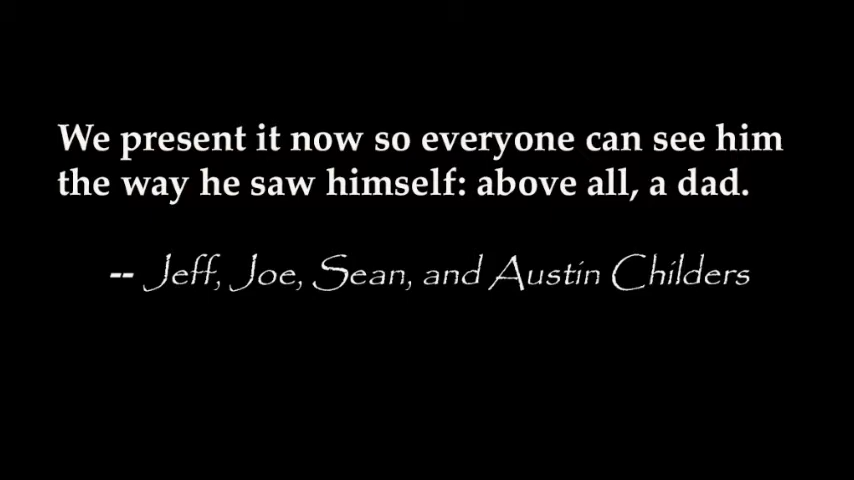 We present it now so everyone can see him
the way he saw himself: above all, a dad.
-- Jeff, Joe, Sean, and Austin Childers